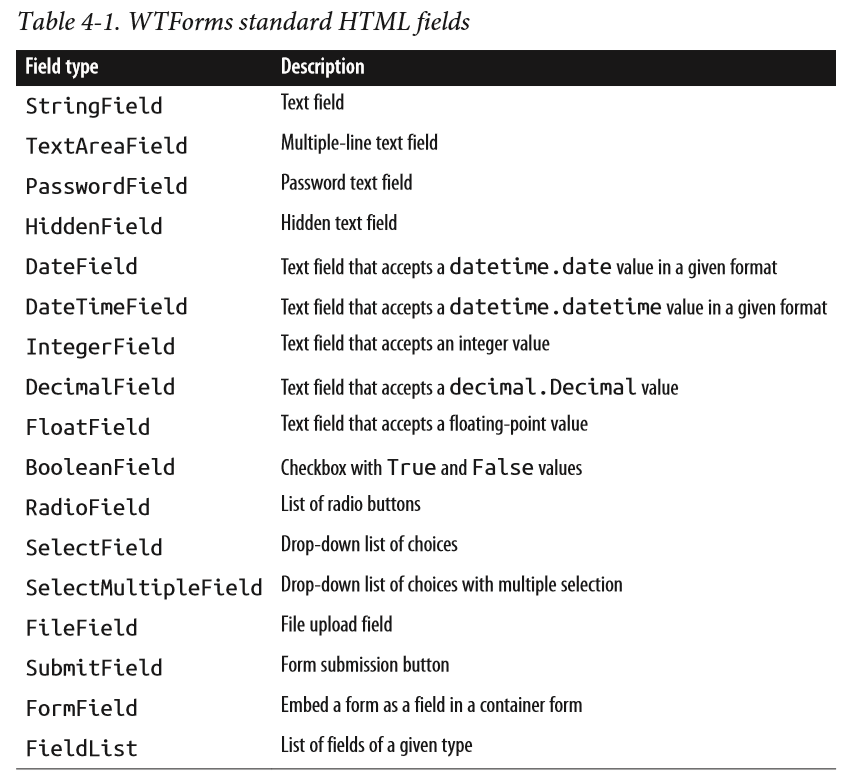 Table 4-1. WTForms standard HTML fields
Field type Description
StringField Text field
TextAreaField Multiple-line text field
PasswordField Password text field
HiddenField Hidden text field
DateField Text field that accepts a datetime.date value in a given format
DateTimeField Text field that accepts a datetime.datetime value in a given format
IntegerField Text field that accepts an integer value
DecimalField Text field that accepts a decimal.Decimal value
FloatField Text field that accepts a floating-point value
BooleanField Checkbox with True and False values
RadioField List of radio buttons
SelectField Drop-down list of choices
SelectMultipleField Drop-down list of choices with multiple selection
FileField File upload field
SubmitField Form submission button
FormField Embed a form as a field in a container form
FieldList List of fields of a given type